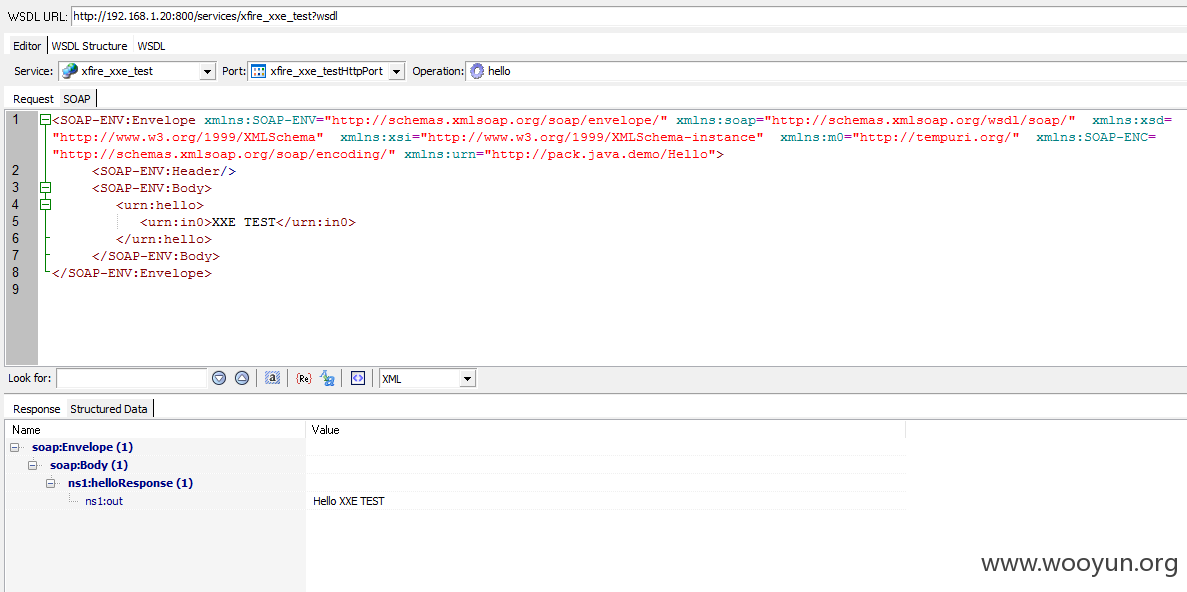 WSDL URL: http://192.168.1.20:800/services/xfire_xxe_test?wsdl
Editor WSDL Structure WSDL
Service: xfire_xxe_test Port: xfire_xxe_testHttpPort Operation: hello
Request SOAP
1 <SOAP-ENV:Envelope xmlns:SOAP-ENV="http://schemas.xmlsoap.org/soap/envelope/" xmlns:soap="http://schemas.xmlsoap.org/wsdl/soap/" xmlns:xsd=
"http://www.w3.org/1999/XMLSchema" xmlns:xsi="http://www.w3.org/1999/XMLSchema-instance" xmlns:m0="http://tempuri.org/" xmlns:SOAP-ENC=
"http://schemas.xmlsoap.org/soap/encoding/" xmlns:urn="http://pack.java.demo/Hello">
2 <SOAP-ENV:Header/>
3 <SOAP-ENV:Body>
4 <urn:hello>
5 <urn:in0>XXE TEST</urn:in0>
6 </urn:hello>
7 </SOAP-ENV:Body>
8 </SOAP-ENV:Envelope>
9
Look for: a {Re} XML
Response Structured Data
Name Value
soap:Envelope (1)
soap:Body (1)
ns1:helloResponse (1)
ns1:out Hello XXE TEST
www.wooyun.org